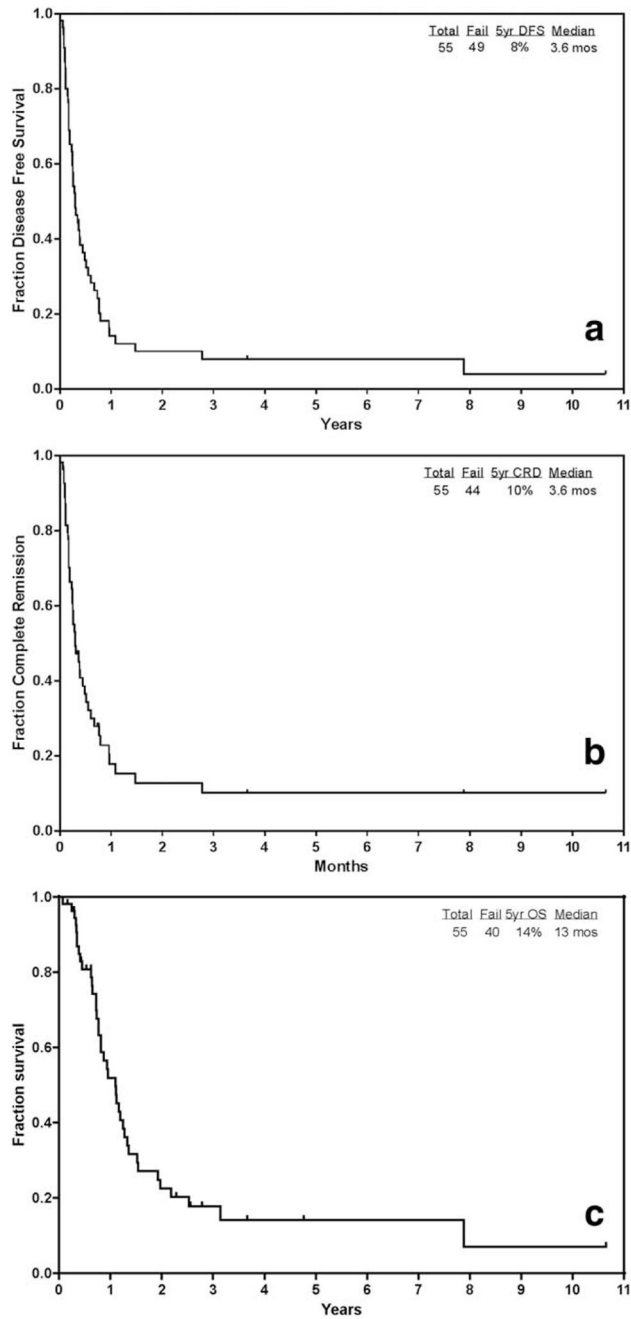 1.0
Total Fail 5yr DFS Median
55 49 8% 3.6 mos
0.8
0.6
0.4
0.2
0.0
Fraction Disease Free Survival
a
0 1 2 3 4 5 6 7 8 9 10 11
Years
1.0
Total Fail 5yr CRD Median
55 44 10% 3.6 mos
0.8
0.6
0.4
0.2
0.0
Fraction Complete Remission
b
0 1 2 3 4 5 6 7 8 9 10 11
Months
1.0
Total Fail 5yr OS Median
55 40 14% 13 mos
0.8
0.6
0.4
0.2
0.0
Fraction survival
c
0 1 2 3 4 5 6 7 8 9 10 11
Years